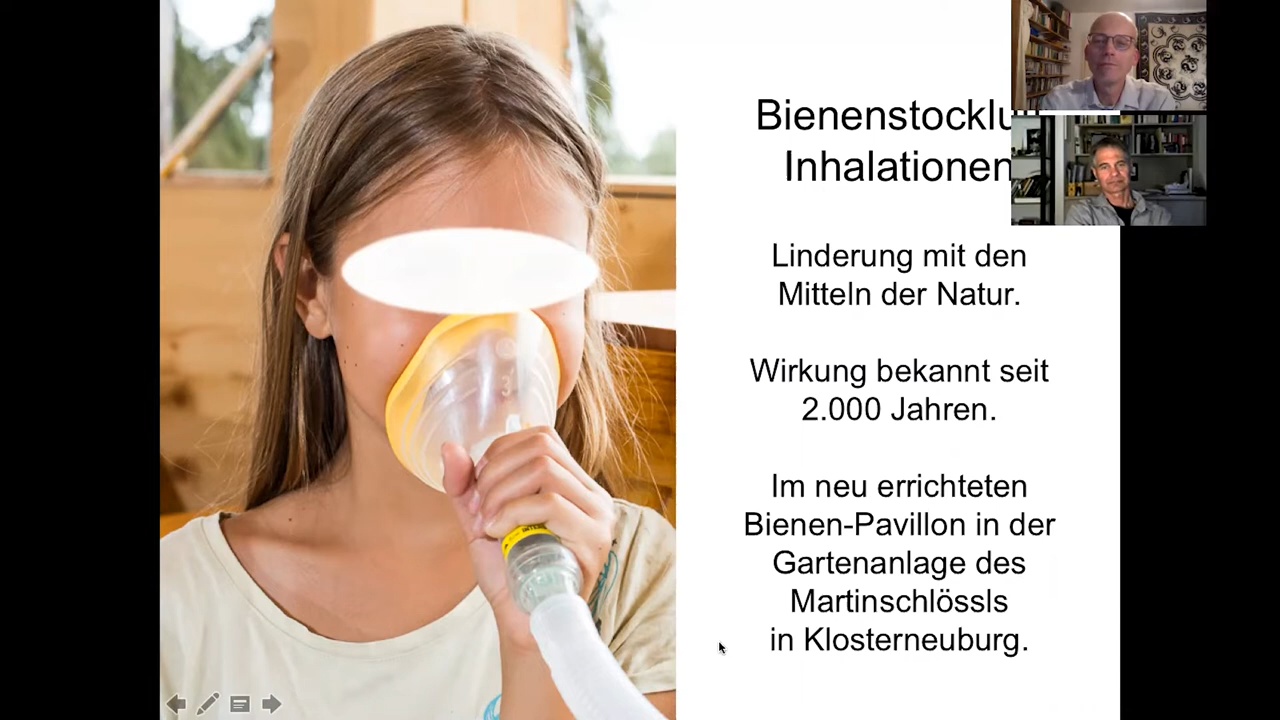 Inhalationen
Linderung mit den
Mitteln der Natur.
Wirkung bekannt seit
2.000 Jahren.
Im neu errichteten
Bienen-Pavillon in der
Gartenanlage des
Martinschlössls
in Klosterneuburg.